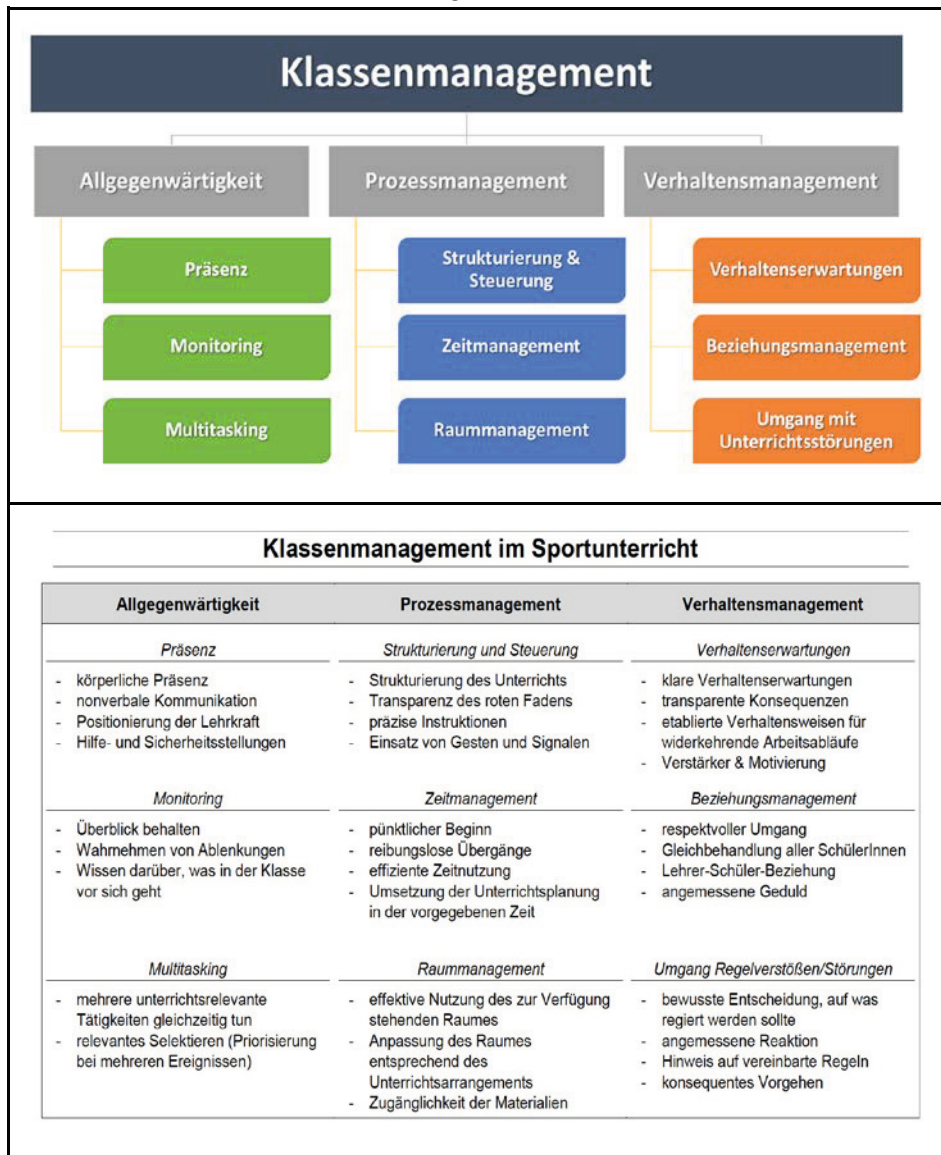 Klassenmanagement
Allgegenwärtigkeit
Prozessmanagement
Verhaltensmanagement
Präsenz
Monitoring
Multitasking
Strukturierung &
Steuerung
Zeitmanagement
Raummanagement
Verhaltenserwartungen
Beziehungsmanagement
Umgang mit
Unterrichtsstörungen
Klassenmanagement im Sportunterricht
Allgegenwärtigkeit
Prozessmanagement
Verhaltensmanagement
Präsenz
- körperliche Präsenz
- nonverbale Kommunikation
- Positionierung der Lehrkraft
- Hilfe- und Sicherheitsstellungen
Strukturierung und Steuerung
- Strukturierung des Unterrichts
- Transparenz des roten Fadens
- präzise Instruktionen
- Einsatz von Gesten und Signalen
Verhaltenserwartungen
- klare Verhaltenserwartungen
- transparente Konsequenzen
- etablierte Verhaltensweisen für
widerkehrende Arbeitsabläufe
- Verstärker & Motivierung
Monitoring
- Überblick behalten
- Wahrnehmen von Ablenkungen
- Wissen darüber, was in der Klasse
vor sich geht
Zeitmanagement
- pünktlicher Beginn
- reibungslose Übergänge
- effiziente Zeitnutzung
- Umsetzung der Unterrichtsplanung
in der vorgegebenen Zeit
Beziehungsmanagement
- respektvoller Umgang
- Gleichbehandlung aller SchülerInnen
- Lehrer-Schüler-Beziehung
- angemessene Geduld
Multitasking
- mehrere unterrichtsrelevante
Tätigkeiten gleichzeitig tun
- relevantes Selektieren (Priorisierung
bei mehreren Ereignissen)
Raummanagement
- effektive Nutzung des zur Verfügung
stehenden Raumes
- Anpassung des Raumes
entsprechend des
Unterrichtsarrangements
- Zugänglichkeit der Materialien
Umgang Regelverstößen/Störungen
- bewusste Entscheidung, auf was
regiert werden sollte
- angemessene Reaktion
- Hinweis auf vereinbarte Regeln
- konsequentes Vorgehen